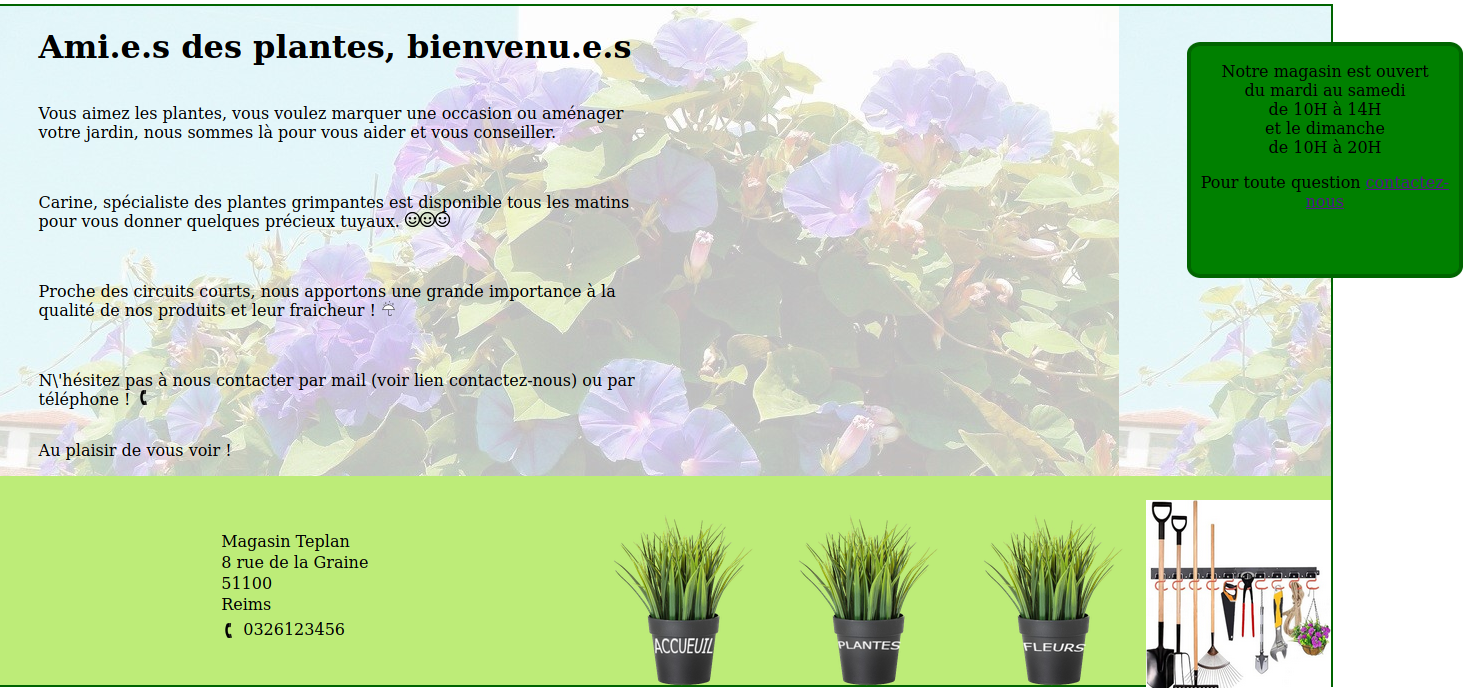 Ami.e.s des plantes, bienvenu.e.s
Vous aimez les plantes, vous voulez marquer une occasion ou aménager
votre jardin, nous sommes là pour vous aider et vous conseiller.
Carine, spécialiste des plantes grimpantes est disponible tous les matins
pour vous donner quelques précieux tuyaux. ☺☺☺
Proche des circuits courts, nous apportons une grande importance à la
qualité de nos produits et leur fraicheur !
N\'hésitez pas à nous contacter par mail (voir lien contactez-nous) ou par
téléphone !
Au plaisir de vous voir !
Notre magasin est ouvert
du mardi au samedi
de 10H à 14H
et le dimanche
de 10H à 20H
Pour toute question contactez-
nous
Magasin Teplan
8 rue de la Graine
51100
Reims
0326123456
ACCUEUIL
PLANTES
FLEURS